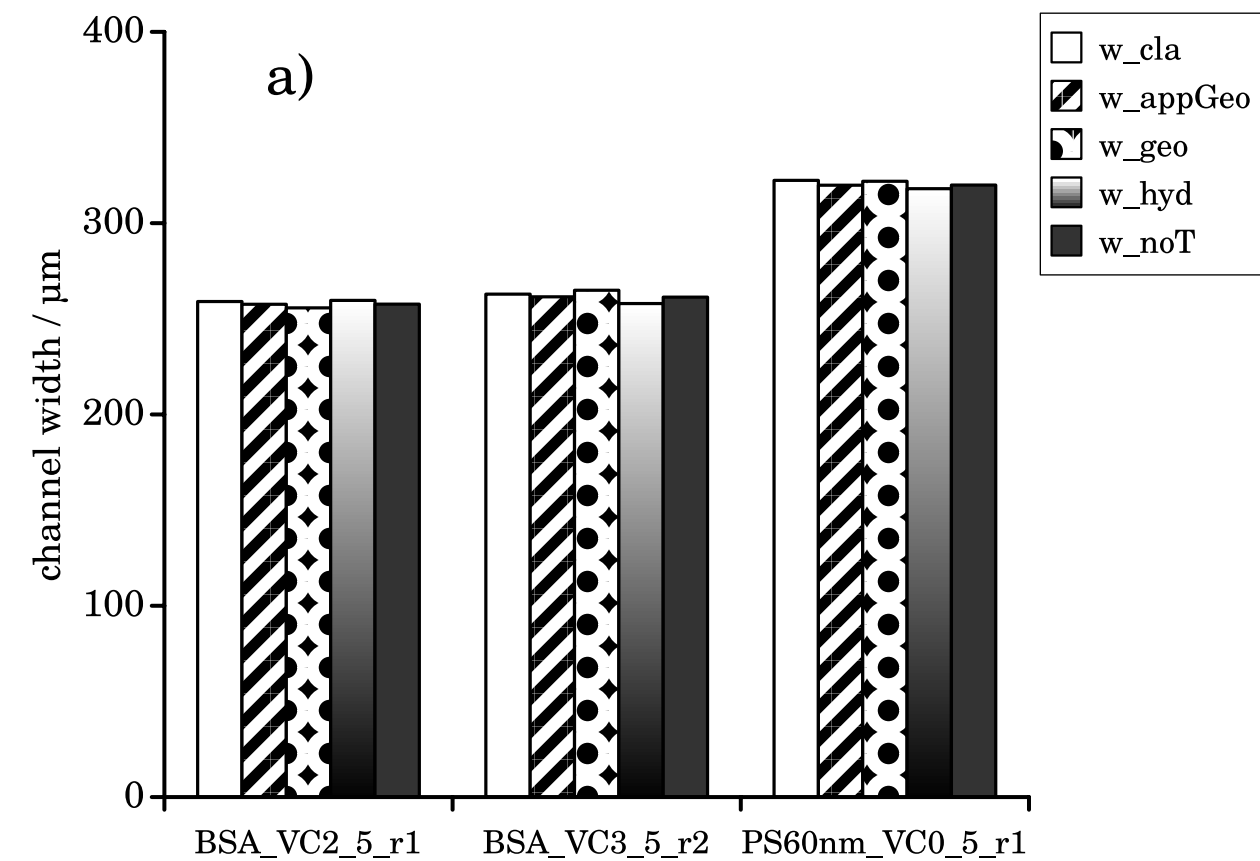 a)
400
300
200
100
0
channel width / µm
BSA_VC2_5_r1
BSA_VC3_5_r2
PS60nm_VC0_5_r1
w_cla
w_appGeo
w_geo
w_hyd
w_noT